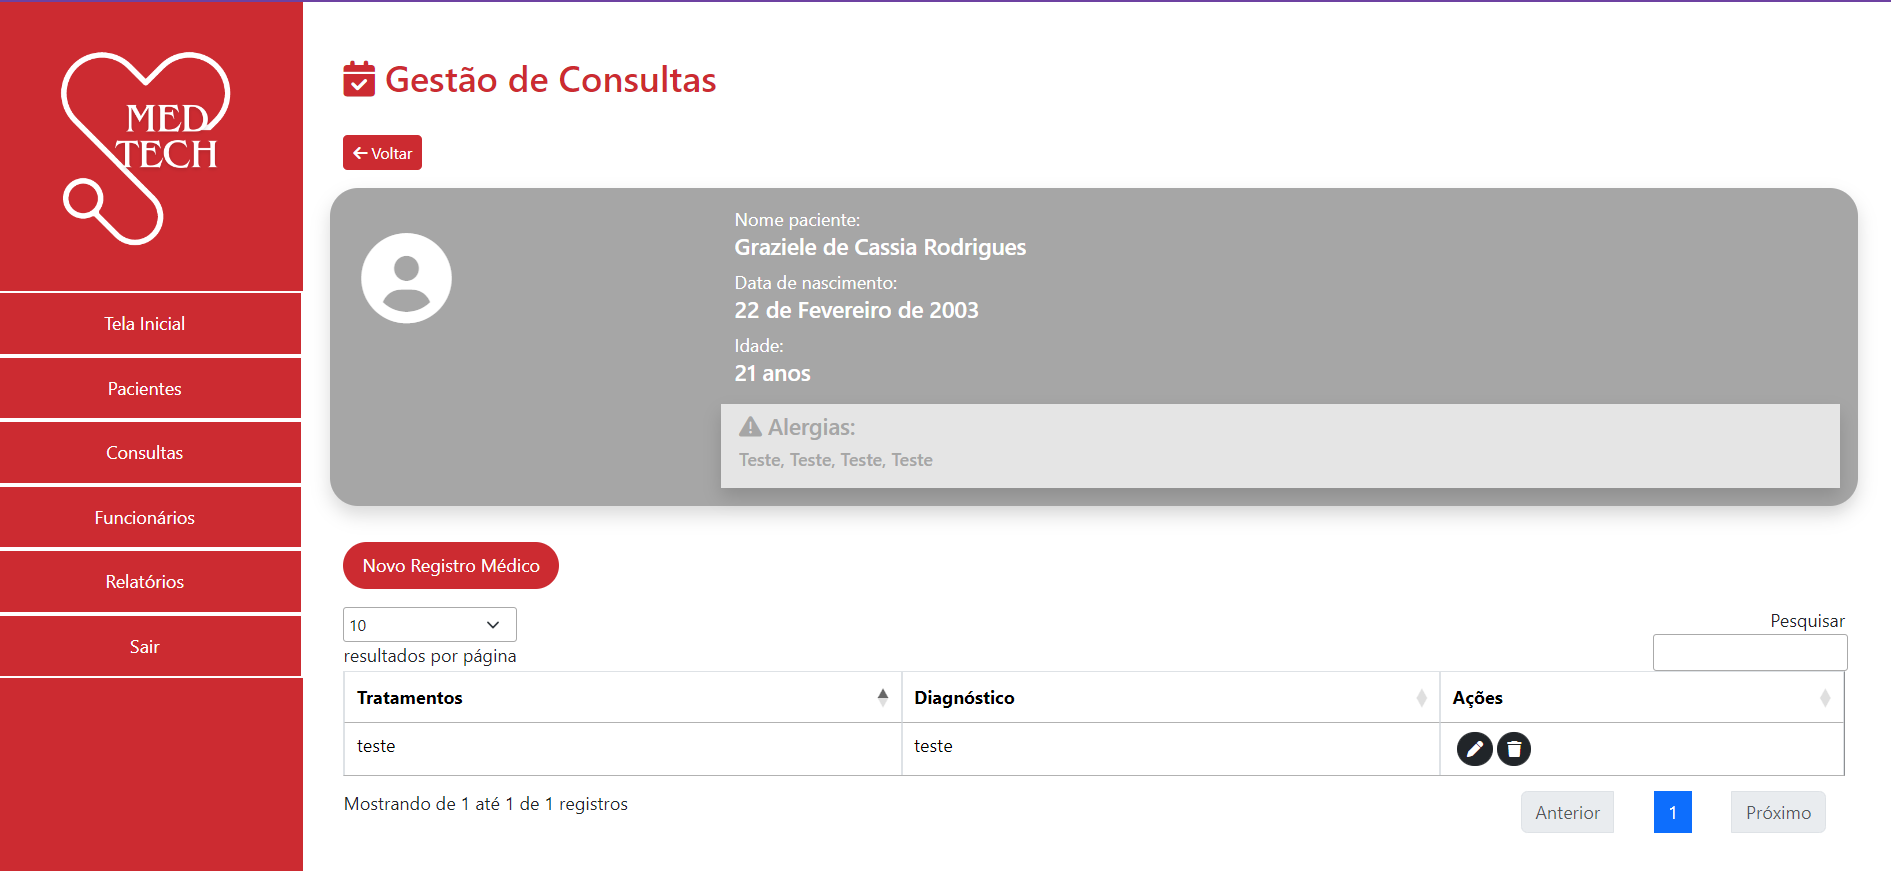 MED
TECH
Tela Inicial
Pacientes
Consultas
Funcionários
Relatórios
Sair
Gestão de Consultas
Voltar
Nome paciente:
Graziele de Cassia Rodrigues
Data de nascimento:
22 de Fevereiro de 2003
Idade:
21 anos
Alergias:
Teste, Teste, Teste, Teste
Novo Registro Médico
10
resultados por página
Pesquisar
Tratamentos Diagnóstico Ações
teste teste
Mostrando de 1 até 1 de 1 registros
Anterior 1 Próximo